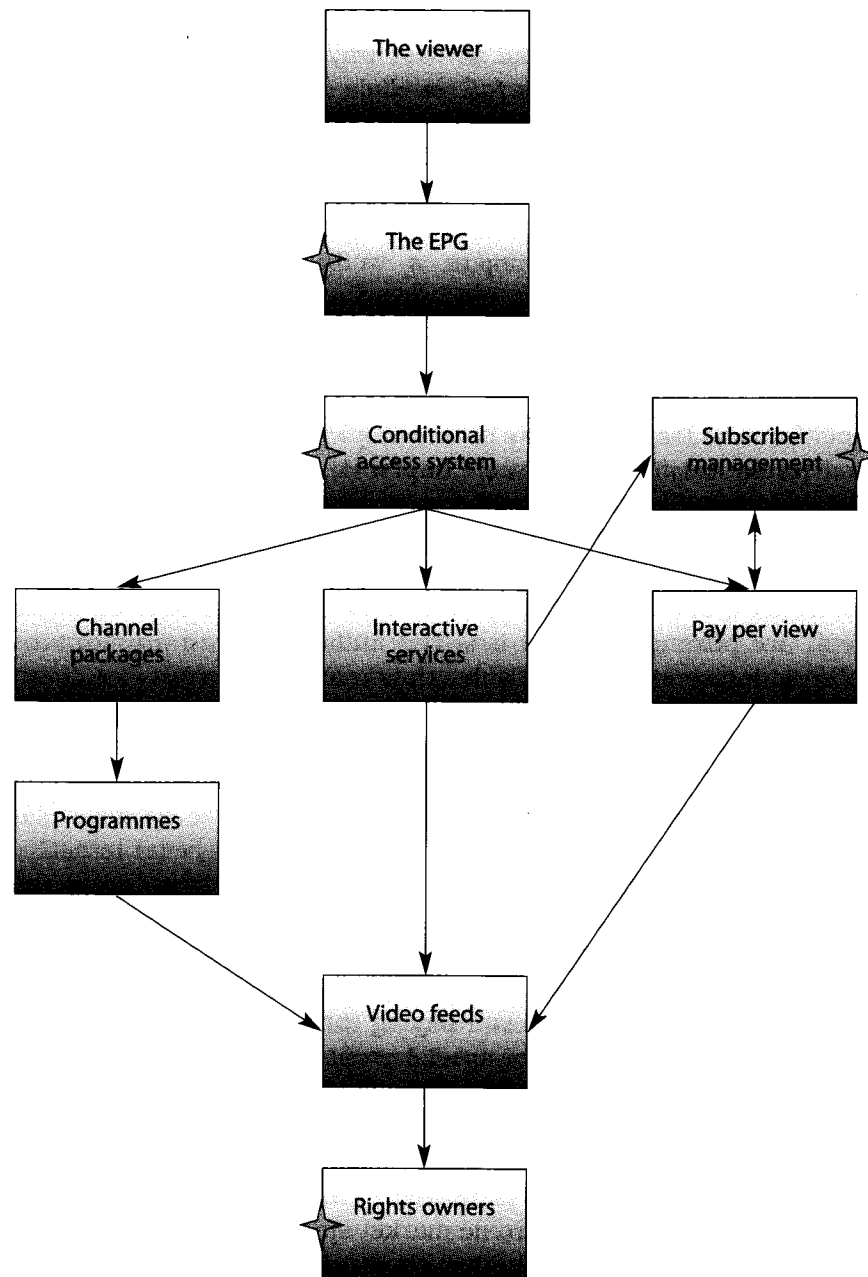 The viewer
The EPG
Conditional
access system
Subscriber
management
Channel
packages
Interactive
services
Pay per view
Programmes
Video feeds
Rights owners